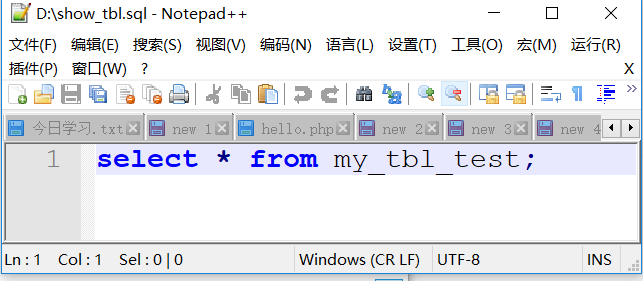 D:\show_tbl.sql - Notepad++
文件(F) 编辑(E) 搜索(S) 视图(V) 编码(N) 语言(L) 设置(T) 工具(O) 宏(M) 运行(R)
插件(P) 窗口(W) ? X
今日学习.txt new 1 hello.php new 2 new 3 new 4
1 select * from my_tbl_test;
Ln : 1 Col : 1 Sel : 0 | 0 Windows (CR LF) UTF-8 INS